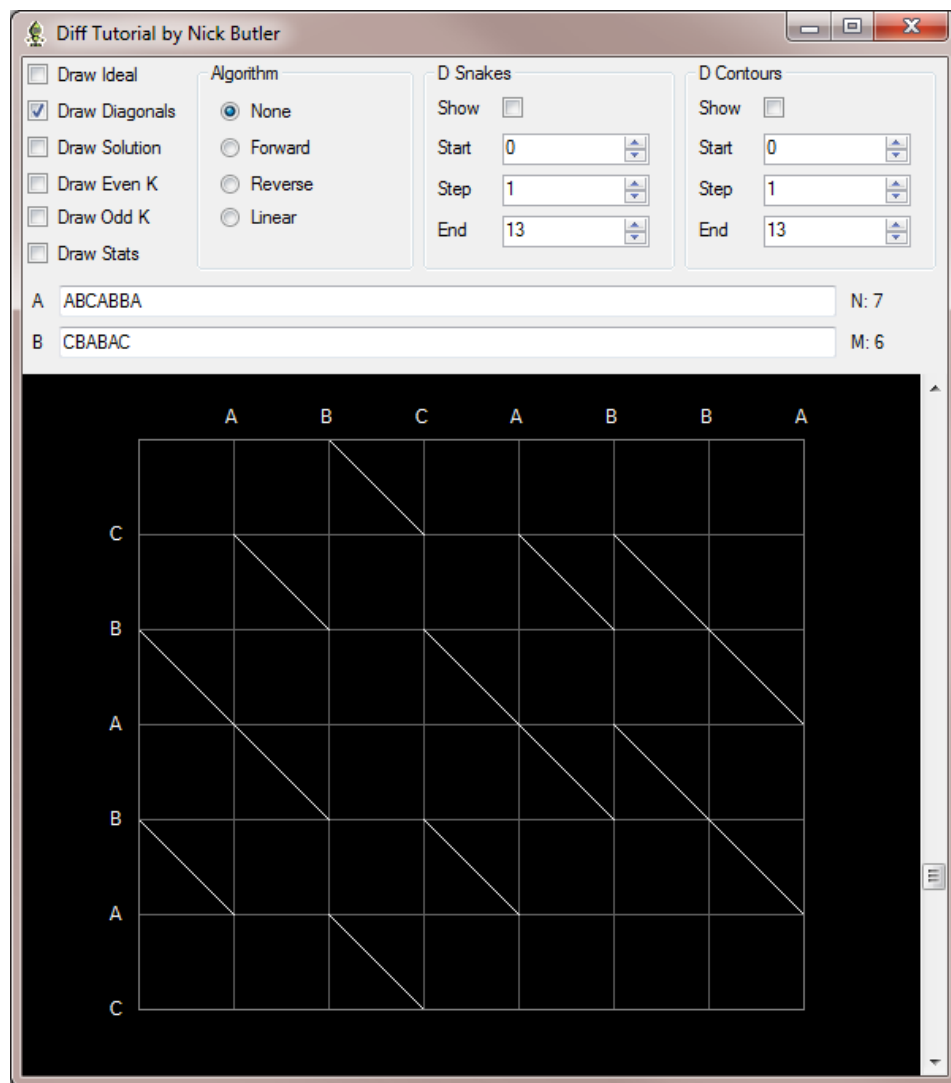 Diff Tutorial by Nick Butler
Draw Ideal
Draw Diagonals
Draw Solution
Draw Even K
Draw Odd K
Draw Stats
Algorithm
None
Forward
Reverse
Linear
D Snakes
Show
Start 0
Step 1
End 13
D Contours
Show
Start 0
Step 1
End 13
A ABCABBA N: 7
B CBABAC M: 6
A B C A B B A
C
B
A
B
A
C